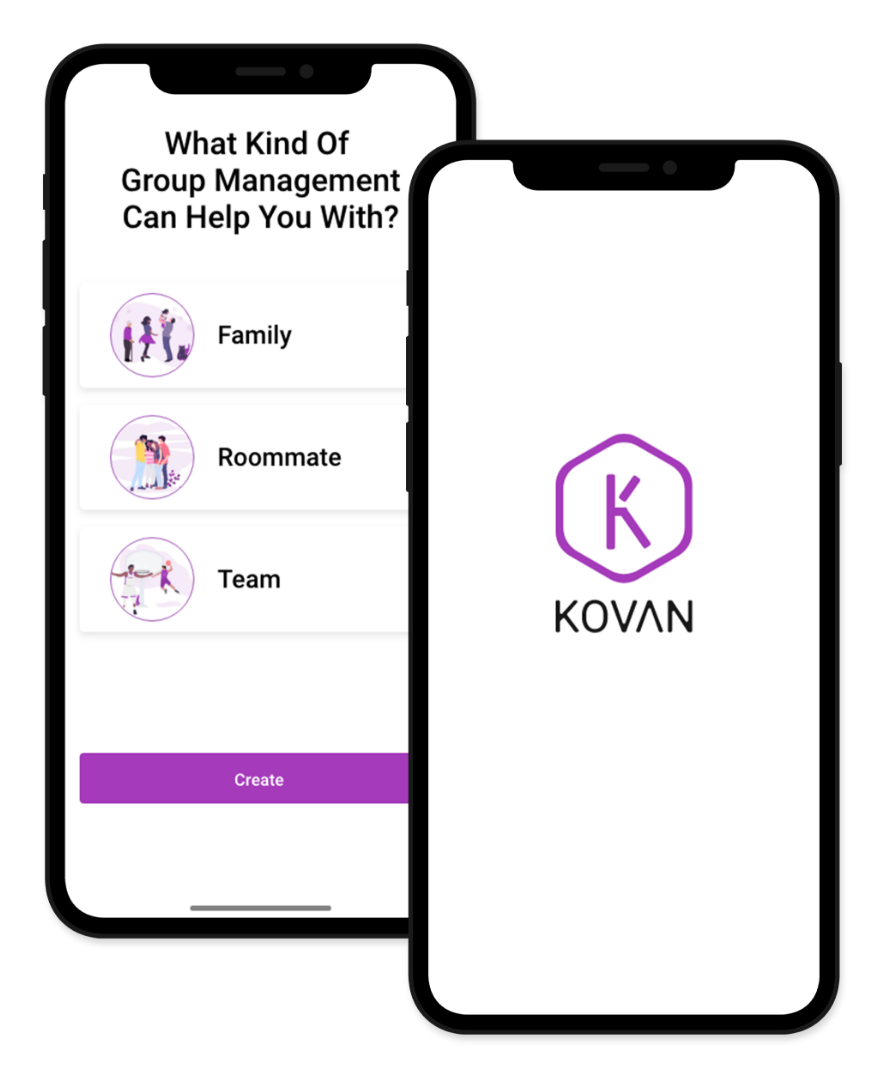 What Kind Of
Group Management
Can Help You With?
Family
Roommate
Team
Create
K
KOVAN